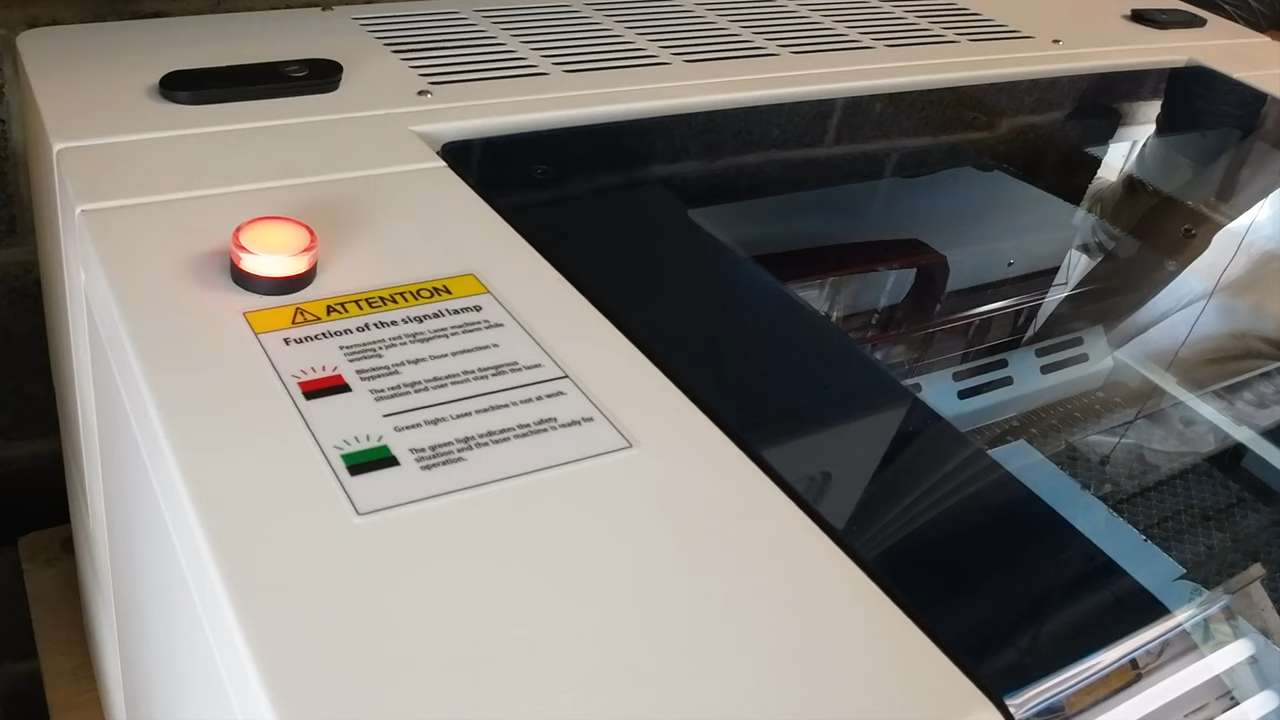 ATTENTION
Function of the signal lamp
Permanent red light: Laser machine is
running a job or triggering an alarm while
working.
Blinking red light: Door protection is
bypassed.
The red light indicates the dangerous
situation and user must stay with the laser.
Green light: Laser machine is not at work.
The green light indicates the safety
situation and the laser machine is ready for
operation.